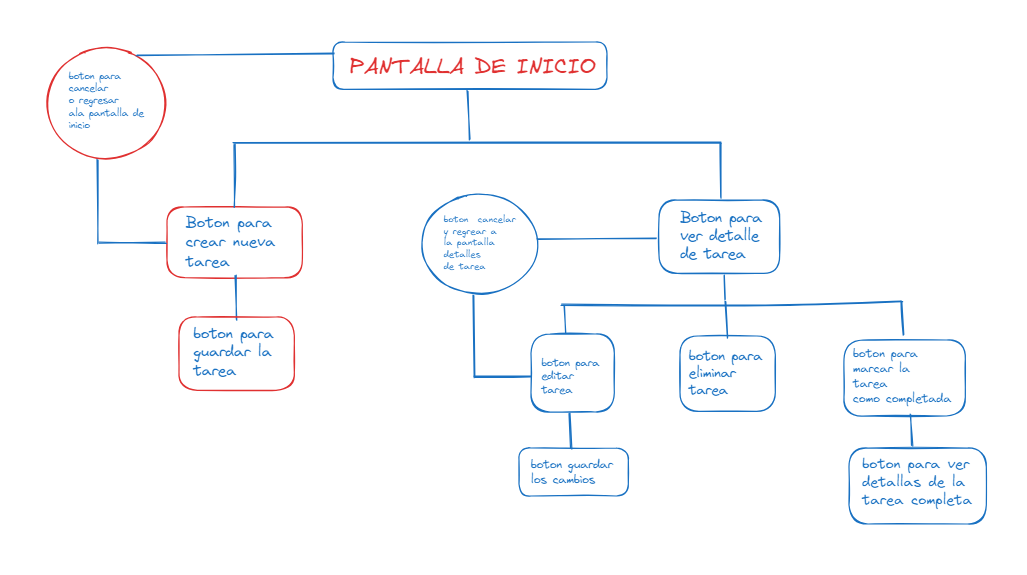 PANTALLA DE INICIO
boton para
cancelar
o regresar
ala pantalla de
inicio
Boton para
crear nueva
tarea
boton para
guardar la
tarea
boton cancelar
y regrear a
la pantalla
detalles
de tarea
Boton para
ver detalle
de tarea
boton para
editar
tarea
boton para
eliminar
tarea
boton para
marcar la
tarea
como completada
boton guardar
los cambios
boton para ver
detallas de la
tarea completa